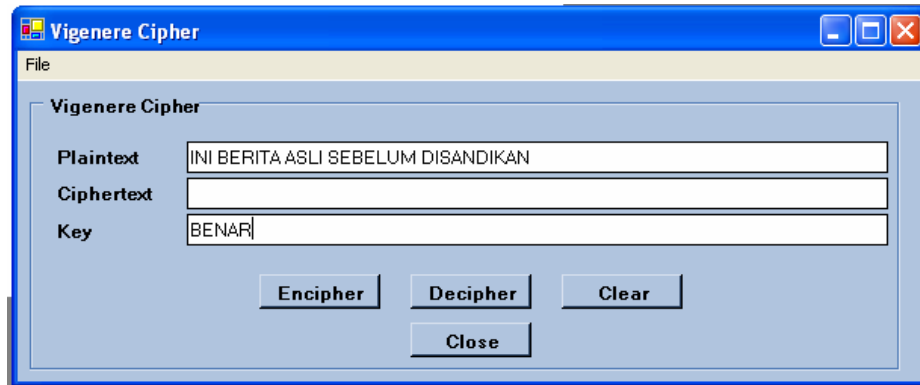 Vigenere Cipher
File
Vigenere Cipher
Plaintext INI BERITA ASLI SEBELUM DISANDIKAN
Ciphertext
Key BENAR
Encipher Decipher Clear
Close